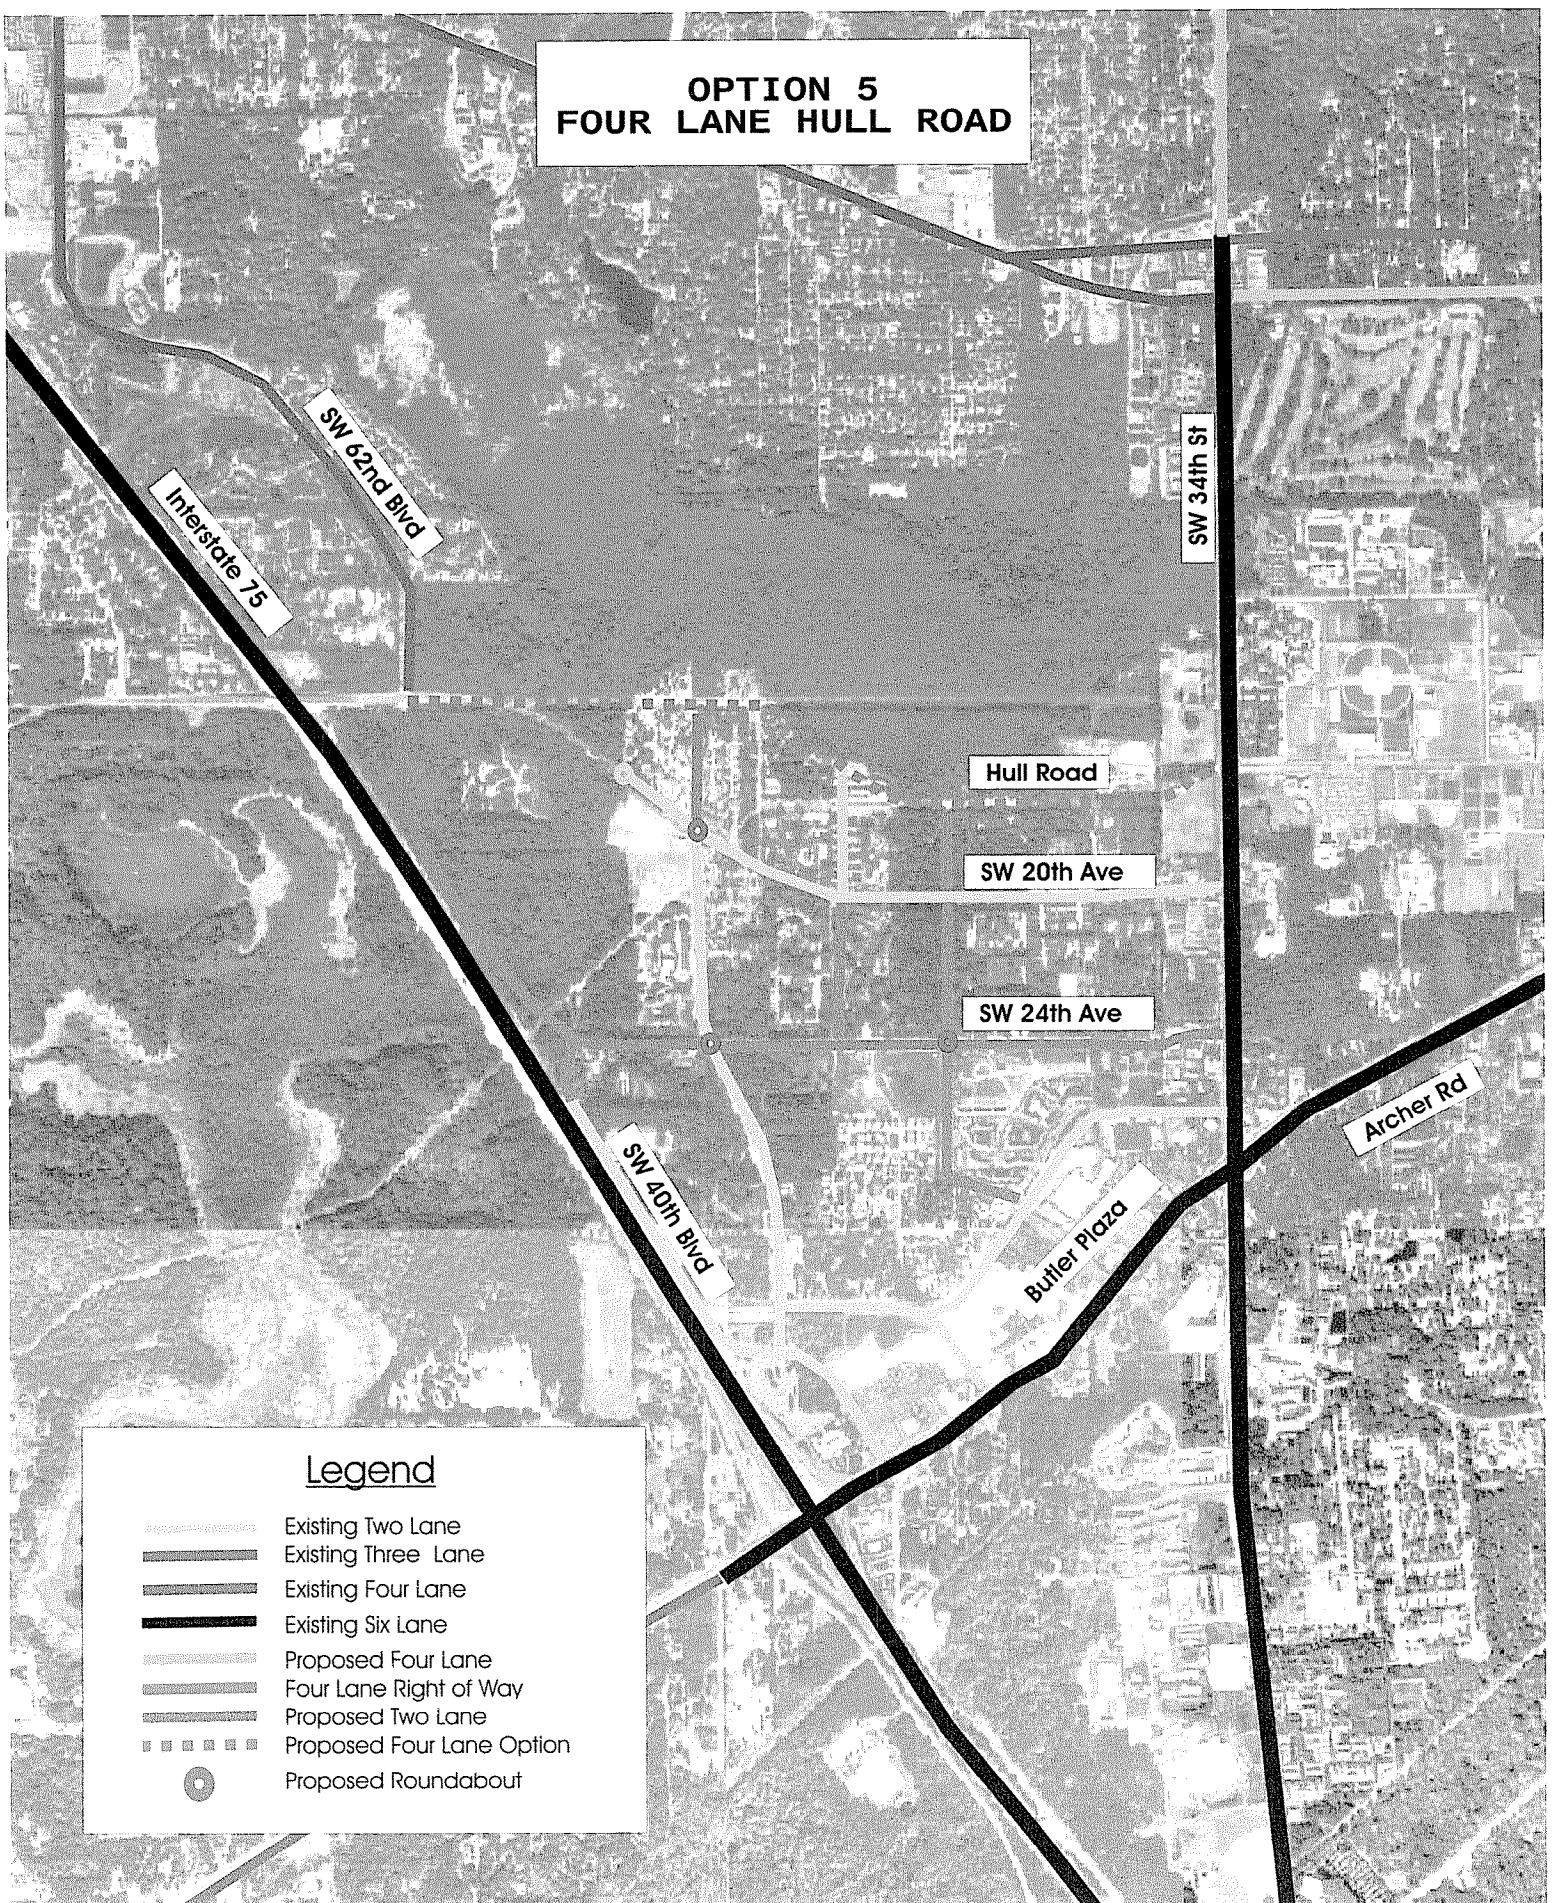 OPTION 5
FOUR LANE HULL ROAD
SW 62nd Blvd
SW 34th St
Interstate 75
Hull Road
SW 20th Ave
SW 24th Ave
Archer Rd
SW 40th Blvd
Butler Plaza
Legend
Existing Two Lane
Existing Three Lane
Existing Four Lane
Existing Six Lane
Proposed Four Lane
Four Lane Right of Way
Proposed Two Lane
Proposed Four Lane Option
Proposed Roundabout